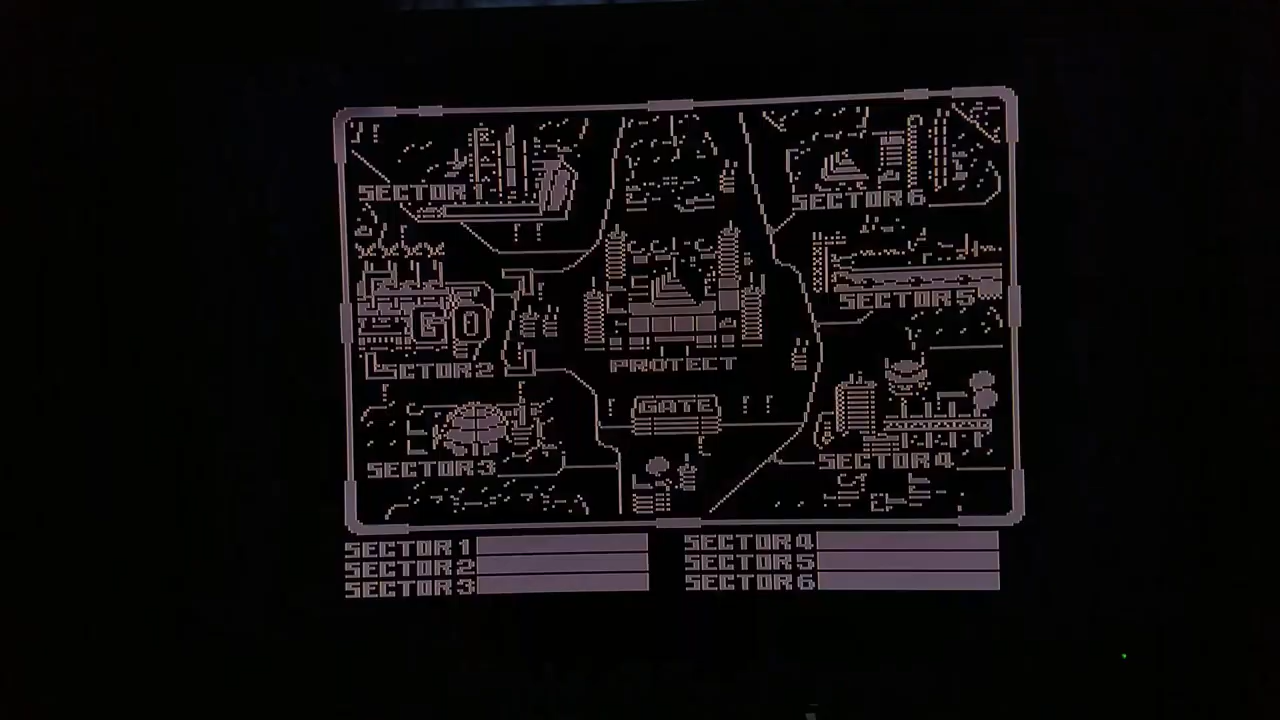 SECTOR 1
SECTOR 6
SECTOR 5
GO
SECTOR 2
PROTECT
GATE
SECTOR 3
SECTOR 4
SECTOR 1
SECTOR 2
SECTOR 3
SECTOR 4
SECTOR 5
SECTOR 6